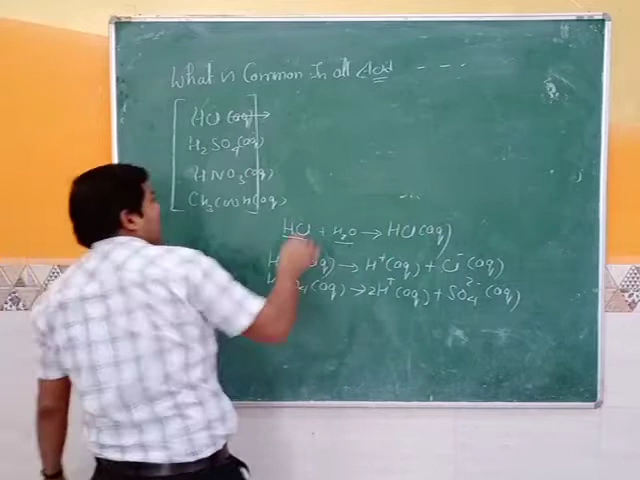 What is Common In all Acid - - -
HCl (aq)
H₂SO₄(aq)
HNO₃(aq)
CH₃COOH(aq)
HCl + H₂O → HCl(aq)
→ H⁺(aq) + Cl⁻(aq)
(aq) → 2H⁺(aq) + SO₄²⁻(aq)